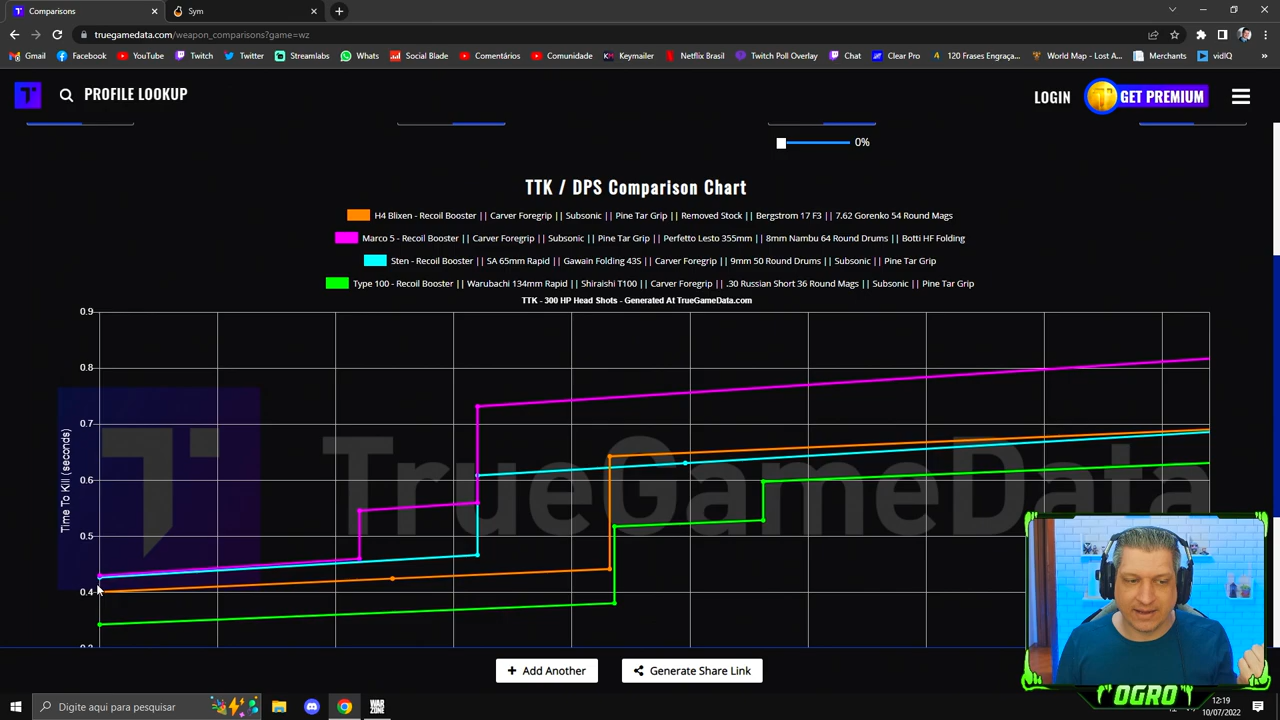 Comparisons
Sym
truegamedata.com/weapon_comparisons?game=wz
Gmail Facebook YouTube Twitch Twitter Streamlabs Whats Social Blade Comentários Comunidade Keymailer Netflix Brasil Twitch Poll Overlay Chat Clear Pro 120 Frases Engraça... World Map - Lost A... Merchants vidIQ
PROFILE LOOKUP
LOGIN
GET PREMIUM
0%
TTK / DPS Comparison Chart
H4 Blixen - Recoil Booster || Carver Foregrip || Subsonic || Pine Tar Grip || Removed Stock || Bergstrom 17 F3 || 7.62 Gorenko 54 Round Mags
Marco 5 - Recoil Booster || Carver Foregrip || Subsonic || Pine Tar Grip || Perfetto Lesto 355mm || 8mm Nambu 64 Round Drums || Botti HF Folding
Sten - Recoil Booster || SA 65mm Rapid || Gawain Folding 43S || Carver Foregrip || 9mm 50 Round Drums || Subsonic || Pine Tar Grip
Type 100 - Recoil Booster || Warubachi 134mm Rapid || Shiraishi T100 || Carver Foregrip || .30 Russian Short 36 Round Mags || Subsonic || Pine Tar Grip
TTK - 300 HP Head Shots - Generated At TrueGameData.com
0.9
0.8
0.7
0.6
0.5
0.4
Time To Kill (seconds)
TrueGameData
+ Add Another
Generate Share Link
OGRO
Digite aqui para pesquisar
WAR ZONE
12:19
10/07/2022